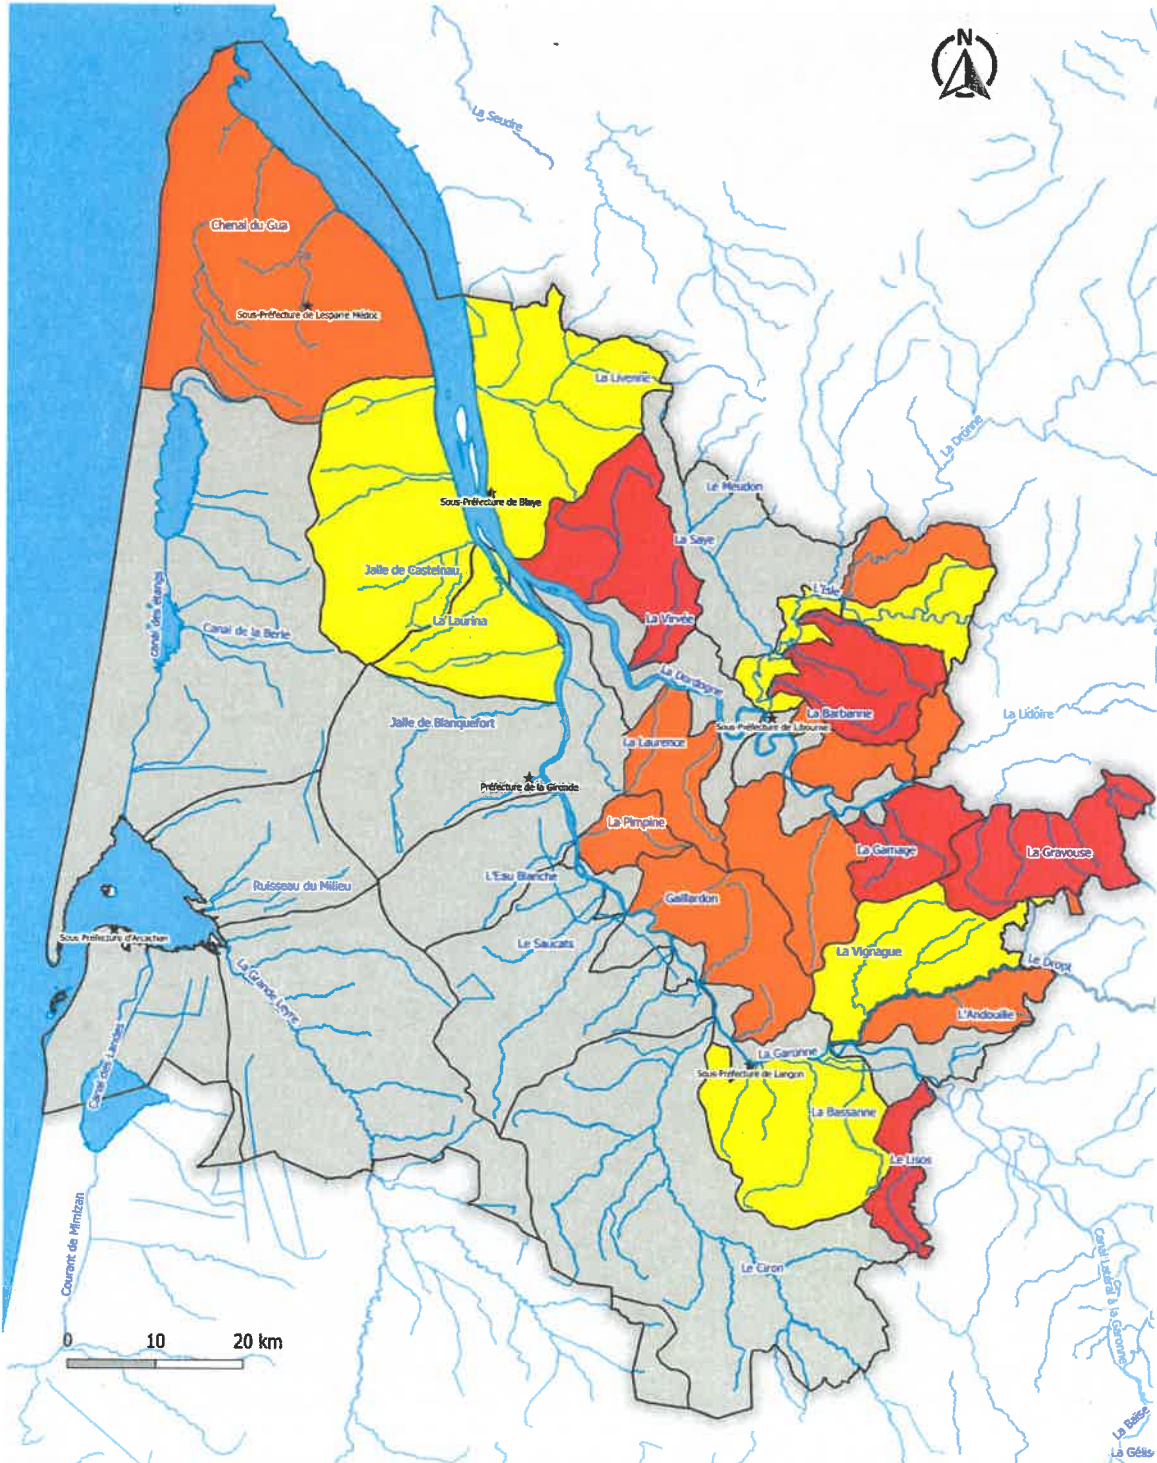 N
La Seudre
Chenal du Gua
Sous-Préfecture de Lesparre Médoc
La Livenne
La Dronne
Le Meudon
Sous-Préfecture de Blaye
La Saye
Jalle de Castelnau
L'Isle
canal des étangs
La Laurina
La Virvée
Canal de la Berle
La Dordogne
La Barbanne
La Lidoire
Jalle de Blanquefort
Sous-Préfecture de Libourne
La Laurence
Préfecture de la Gironde
La Pimpine
La Gamage
La Gravouse
L'Eau Blanche
Ruisseau du Milieu
Gaillardon
Sous Préfecture d'Arcachon
Le Saucats
La Vignague
Le Dropt
La Grande Leyre
L'Andouille
Canal des Landes
La Garonne
Sous-Préfecture de Langon
La Bassanne
Le Lisos
Courant de Mimizan
Le Ciron
Canal Latéral à la Garonne
0 10 20 km
La Baïse
La Gélis